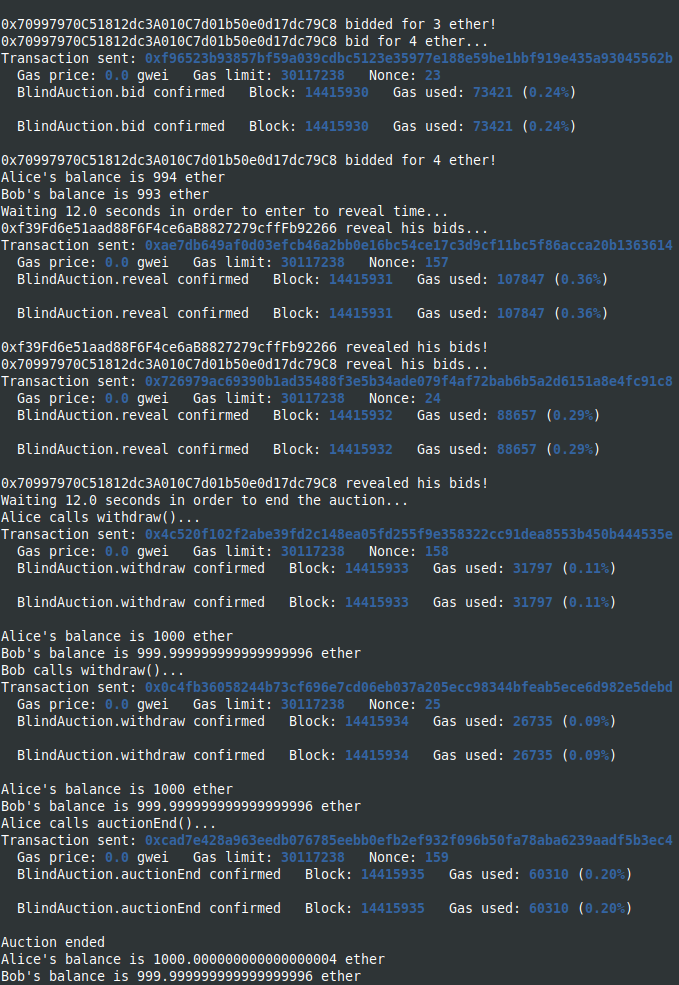 0x70997970C51812dc3A010C7d01b50e0d17dc79C8 bidded for 3 ether!
0x70997970C51812dc3A010C7d01b50e0d17dc79C8 bid for 4 ether...
Transaction sent: 0xf96523b93857bf59a039cdbc5123e35977e188e59be1bbf919e435a93045562b
Gas price: 0.0 gwei   Gas limit: 30117238   Nonce: 23
BlindAuction.bid confirmed   Block: 14415930   Gas used: 73421 (0.24%)
BlindAuction.bid confirmed   Block: 14415930   Gas used: 73421 (0.24%)
0x70997970C51812dc3A010C7d01b50e0d17dc79C8 bidded for 4 ether!
Alice's balance is 994 ether
Bob's balance is 993 ether
Waiting 12.0 seconds in order to enter to reveal time...
0xf39Fd6e51aad88F6F4ce6aB8827279cffFb92266 reveal his bids...
Transaction sent: 0xae7db649af0d03efcb46a2bb0e16bc54ce17c3d9cf11bc5f86acca20b1363614
Gas price: 0.0 gwei   Gas limit: 30117238   Nonce: 157
BlindAuction.reveal confirmed   Block: 14415931   Gas used: 107847 (0.36%)
BlindAuction.reveal confirmed   Block: 14415931   Gas used: 107847 (0.36%)
0xf39Fd6e51aad88F6F4ce6aB8827279cffFb92266 revealed his bids!
0x70997970C51812dc3A010C7d01b50e0d17dc79C8 reveal his bids...
Transaction sent: 0x726979ac69390b1ad35488f3e5b34ade079f4af72bab6b5a2d6151a8e4fc91c8
Gas price: 0.0 gwei   Gas limit: 30117238   Nonce: 24
BlindAuction.reveal confirmed   Block: 14415932   Gas used: 88657 (0.29%)
BlindAuction.reveal confirmed   Block: 14415932   Gas used: 88657 (0.29%)
0x70997970C51812dc3A010C7d01b50e0d17dc79C8 revealed his bids!
Waiting 12.0 seconds in order to end the auction...
Alice calls withdraw()...
Transaction sent: 0x4c520f102f2abe39fd2c148ea05fd255f9e358322cc91dea8553b450b444535e
Gas price: 0.0 gwei   Gas limit: 30117238   Nonce: 158
BlindAuction.withdraw confirmed   Block: 14415933   Gas used: 31797 (0.11%)
BlindAuction.withdraw confirmed   Block: 14415933   Gas used: 31797 (0.11%)
Alice's balance is 1000 ether
Bob's balance is 999.999999999999999996 ether
Bob calls withdraw()...
Transaction sent: 0x0c4fb36058244b73cf696e7cd06eb037a205ecc98344bfeab5ece6d982e5debd
Gas price: 0.0 gwei   Gas limit: 30117238   Nonce: 25
BlindAuction.withdraw confirmed   Block: 14415934   Gas used: 26735 (0.09%)
BlindAuction.withdraw confirmed   Block: 14415934   Gas used: 26735 (0.09%)
Alice's balance is 1000 ether
Bob's balance is 999.999999999999999996 ether
Alice calls auctionEnd()...
Transaction sent: 0xcad7e428a963eedb076785eebb0efb2ef932f096b50fa78aba6239aadf5b3ec4
Gas price: 0.0 gwei   Gas limit: 30117238   Nonce: 159
BlindAuction.auctionEnd confirmed   Block: 14415935   Gas used: 60310 (0.20%)
BlindAuction.auctionEnd confirmed   Block: 14415935   Gas used: 60310 (0.20%)
Auction ended
Alice's balance is 1000.000000000000000004 ether
Bob's balance is 999.999999999999999996 ether